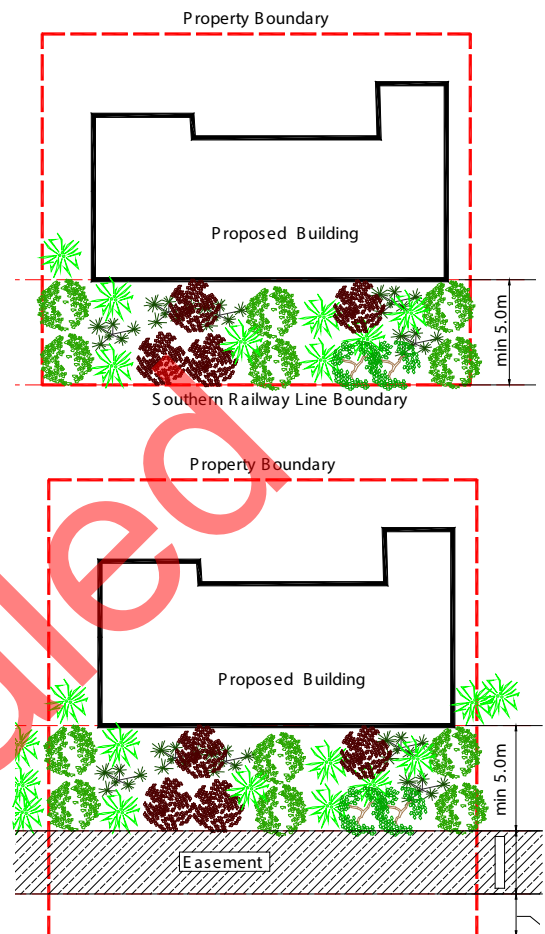 Property Boundary
Proposed Building
min 5.0m
Southern Railway Line Boundary
Property Boundary
Proposed Building
min 5.0m
Easement